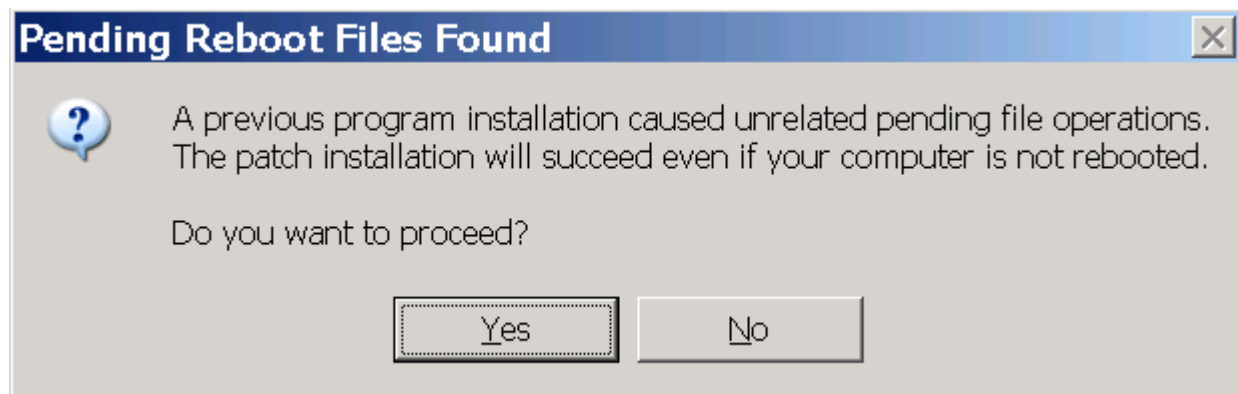 Pending Reboot Files Found
A previous program installation caused unrelated pending file operations.
The patch installation will succeed even if your computer is not rebooted.
Do you want to proceed?
Yes
No